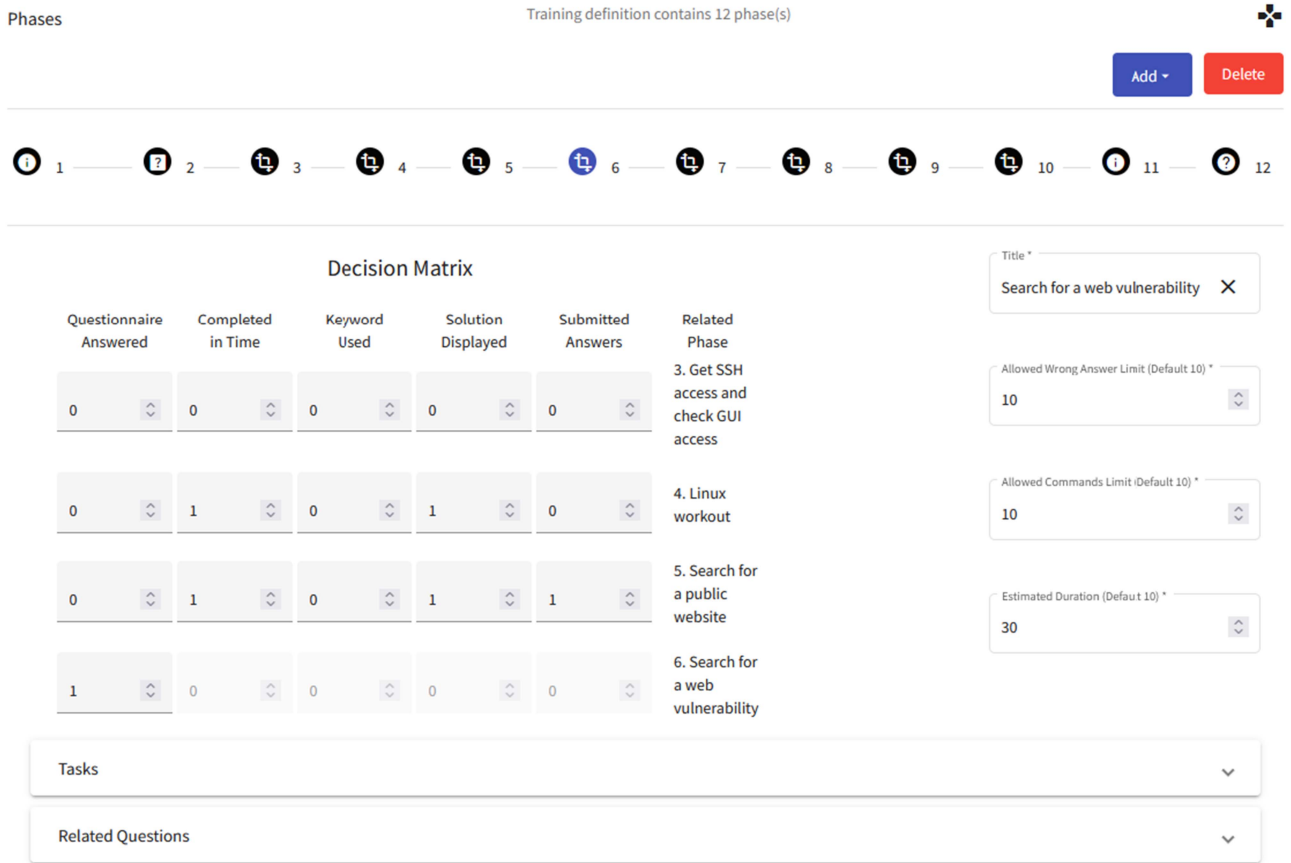 Phases
Training definition contains 12 phase(s)
Add
Delete
1
2
3
4
5
6
7
8
9
10
11
12
Decision Matrix
Questionnaire Answered
Completed in Time
Keyword Used
Solution Displayed
Submitted Answers
Related Phase
0 0 0 0 0
3. Get SSH
access and
check GUI
access
0 1 0 1 0
4. Linux
workout
0 1 0 1 1
5. Search for
a public
website
1 0 0 0 0
6. Search for
a web
vulnerability
Title *
Search for a web vulnerability
Allowed Wrong Answer Limit (Default 10) *
10
Allowed Commands Limit (Default 10) *
10
Estimated Duration (Defaut 10) *
30
Tasks
Related Questions